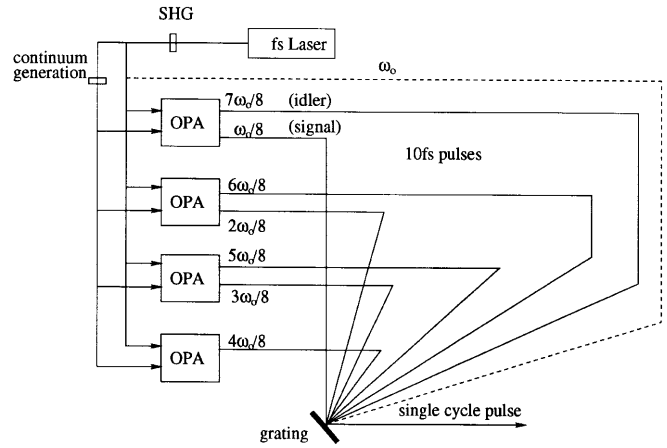 SHG
fs Laser
continuum
generation
ω₀
7ω₀/8 (idler)
OPA
ω₀/8 (signal)
10fs pulses
6ω₀/8
OPA
2ω₀/8
5ω₀/8
OPA
3ω₀/8
4ω₀/8
OPA
single cycle pulse
grating